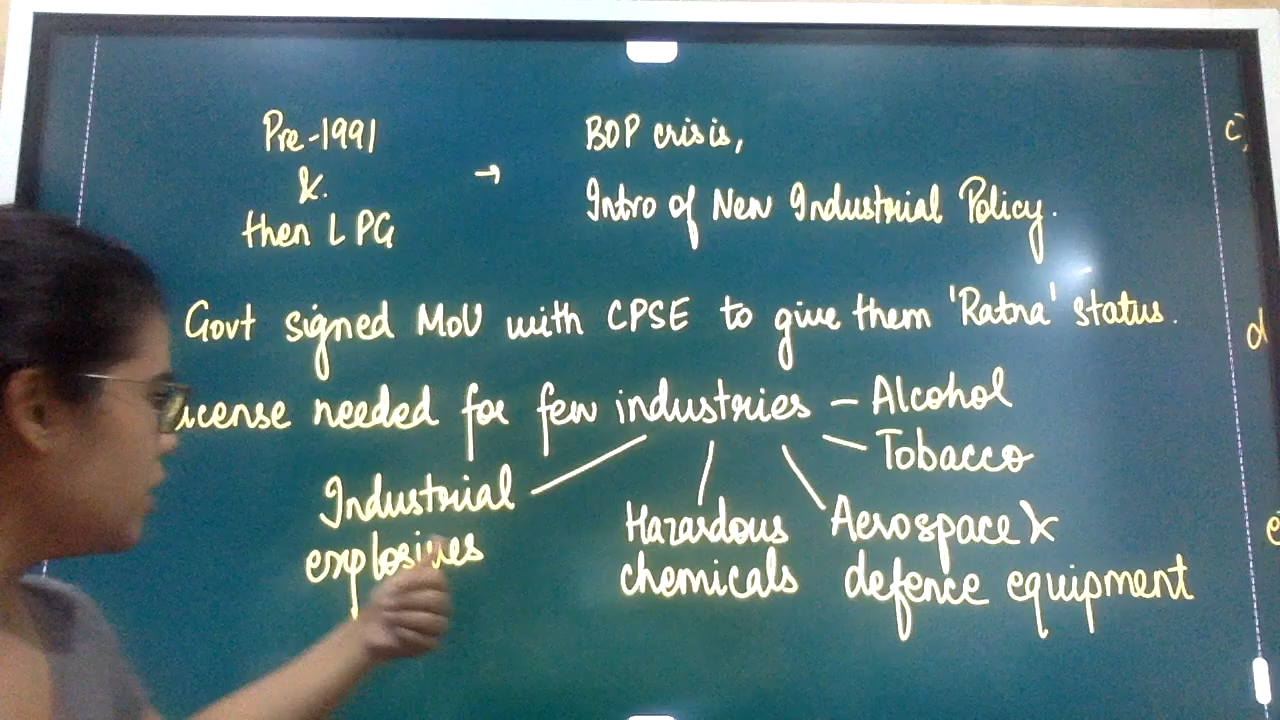 Pre-1991
&
then LPG
→
BOP crisis,
Intro of New Industrial Policy.
Govt signed MoU with CPSE to give them 'Ratna' status.
License needed for few industries – Alcohol
Tobacco
Industrial
explosives
Hazardous
chemicals
Aerospace &
defence equipment
c)
d
e